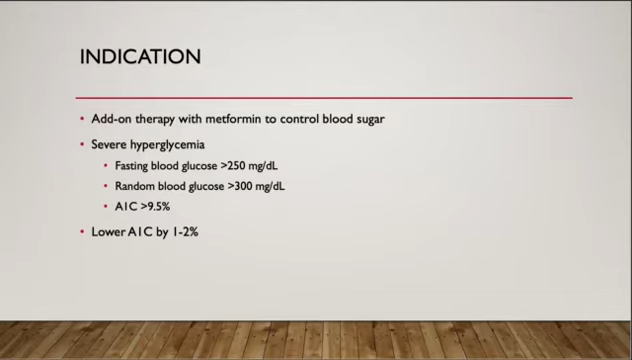 INDICATION
• Add-on therapy with metformin to control blood sugar
• Severe hyperglycemia
• Fasting blood glucose >250 mg/dL
• Random blood glucose >300 mg/dL
• A1C >9.5%
• Lower A1C by 1-2%